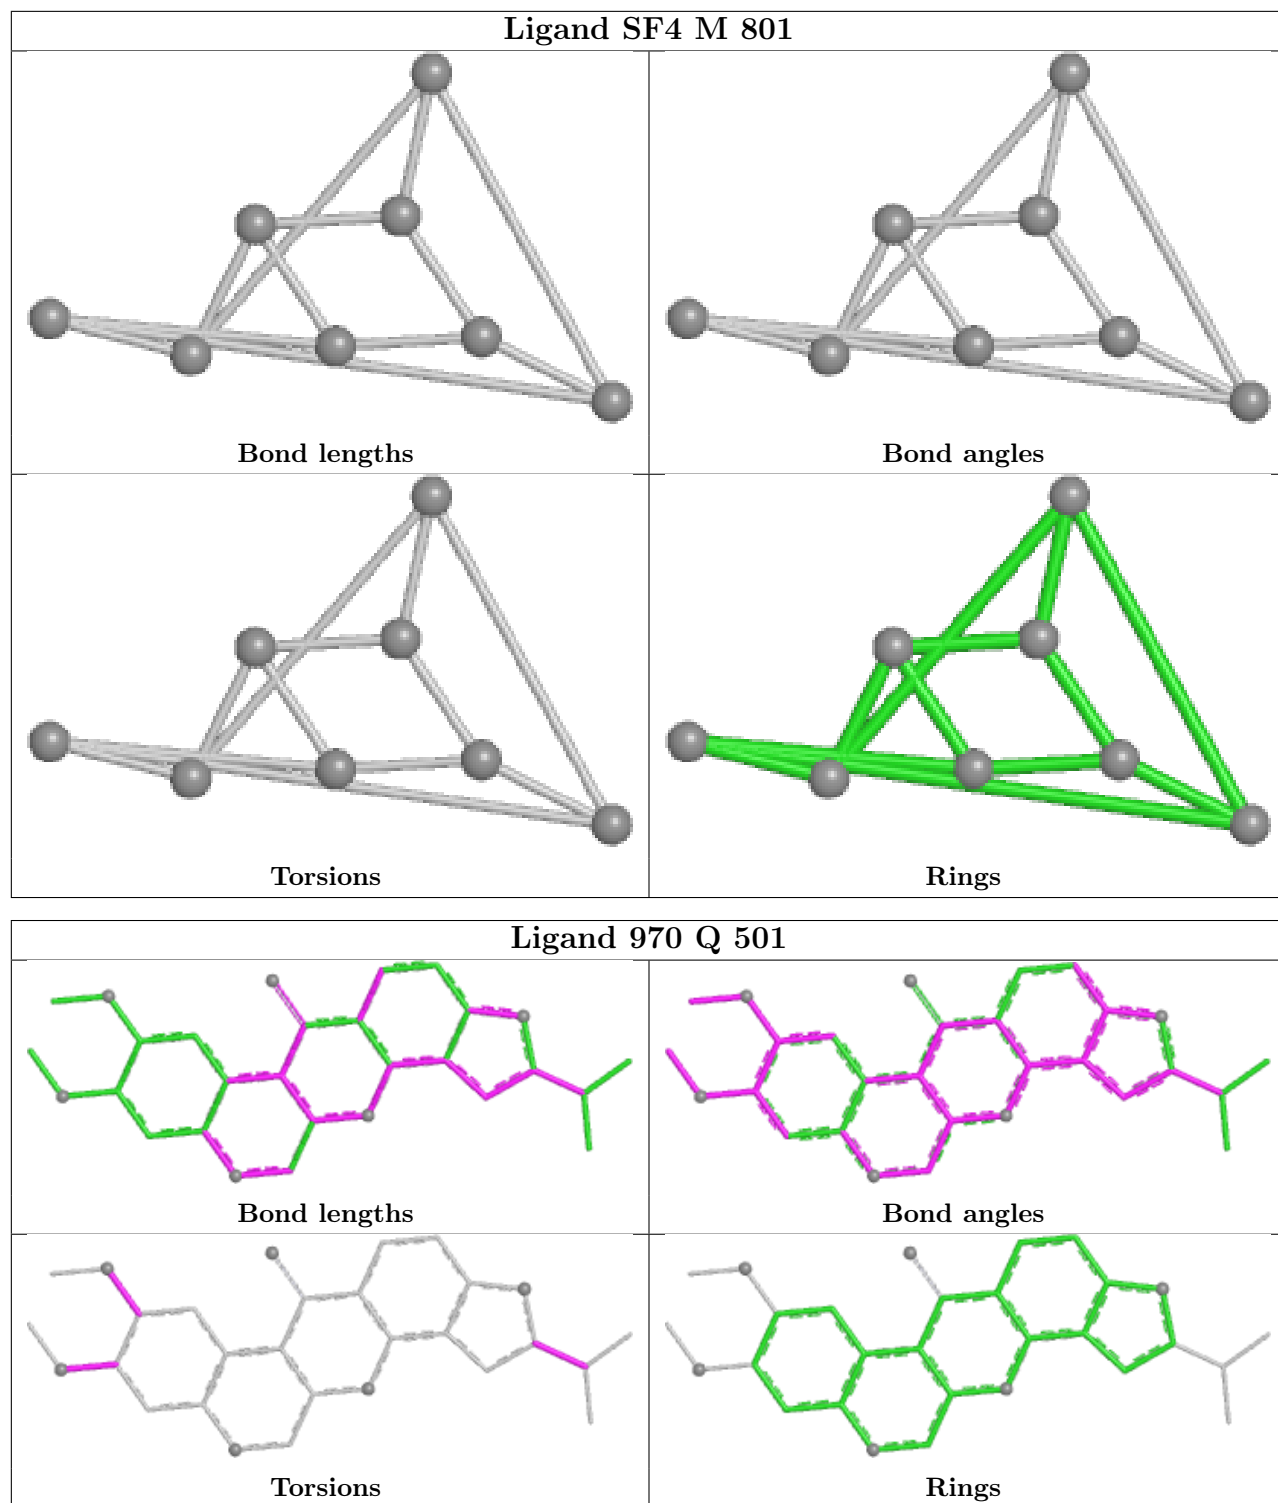 Ligand SF4 M 801
Bond lengths
Bond angles
Torsions
Rings
Ligand 970 Q 501
Bond lengths
Bond angles
Torsions
Rings